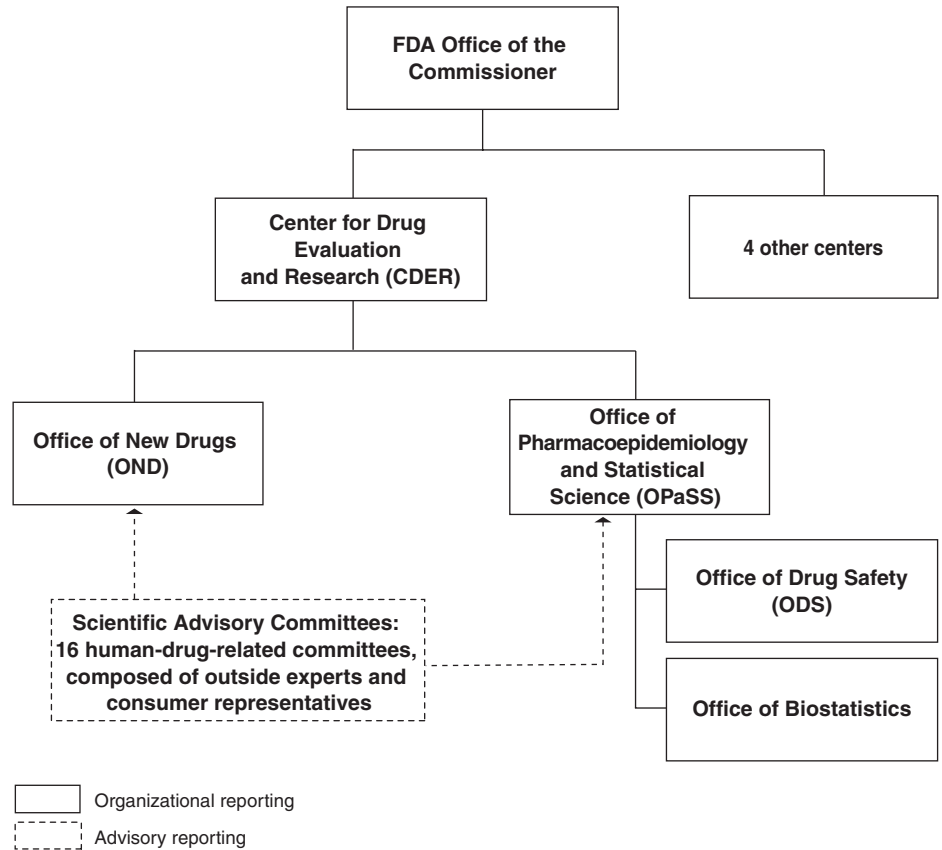 FDA Office of the
Commissioner
Center for Drug
Evaluation
and Research (CDER)
4 other centers
Office of New Drugs
(OND)
Office of
Pharmacoepidemiology
and Statistical
Science (OPaSS)
Scientific Advisory Committees:
16 human-drug-related committees,
composed of outside experts and
consumer representatives
Office of Drug Safety
(ODS)
Office of Biostatistics
Organizational reporting
Advisory reporting